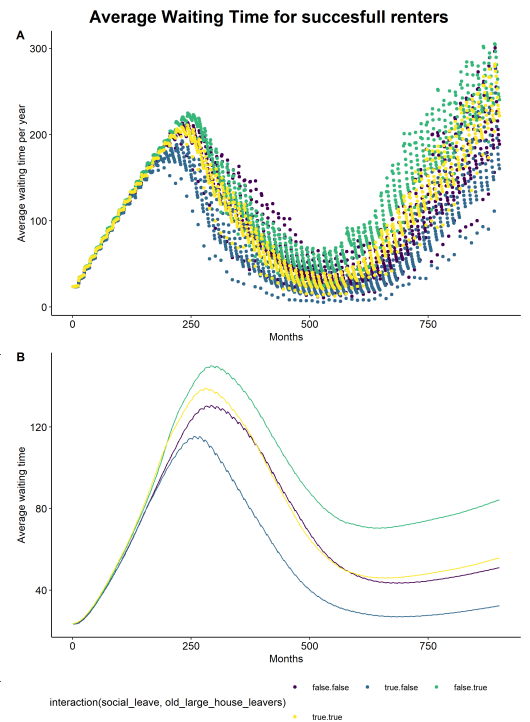 Average Waiting Time for succesfull renters
A
300
200
100
0
Average waiting time per year
0
250
500
750
Months
B
120
80
40
Average waiting time
0
250
500
750
Months
interaction(social_leave, old_large_house_leavers)
false.false
true.false
false.true
true.true